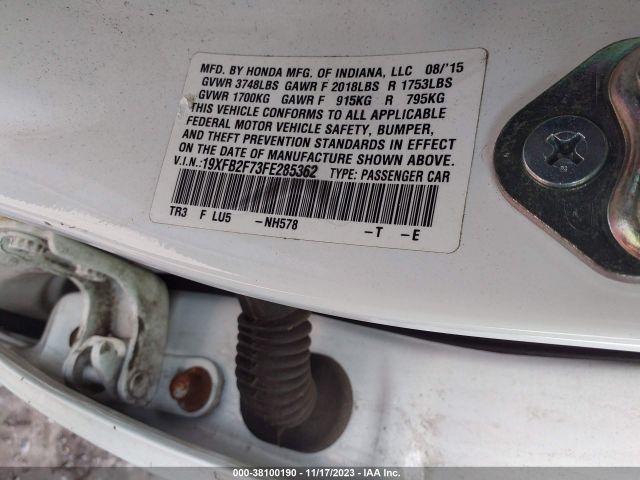 MFD. BY HONDA MFG. OF INDIANA, LLC 08/'15
GVWR 3748LBS GAWR F 2018LBS R 1753LBS
GVWR 1700KG GAWR F 915KG R 795KG
THIS VEHICLE CONFORMS TO ALL APPLICABLE
FEDERAL MOTOR VEHICLE SAFETY, BUMPER,
AND THEFT PREVENTION STANDARDS IN EFFECT
ON THE DATE OF MANUFACTURE SHOWN ABOVE.
V.I.N.:19XFB2F73FE285362 TYPE: PASSENGER CAR
TR3 F LU5 -NH578 -T -E
000-38100190 - 11/17/2023 - IAA Inc.